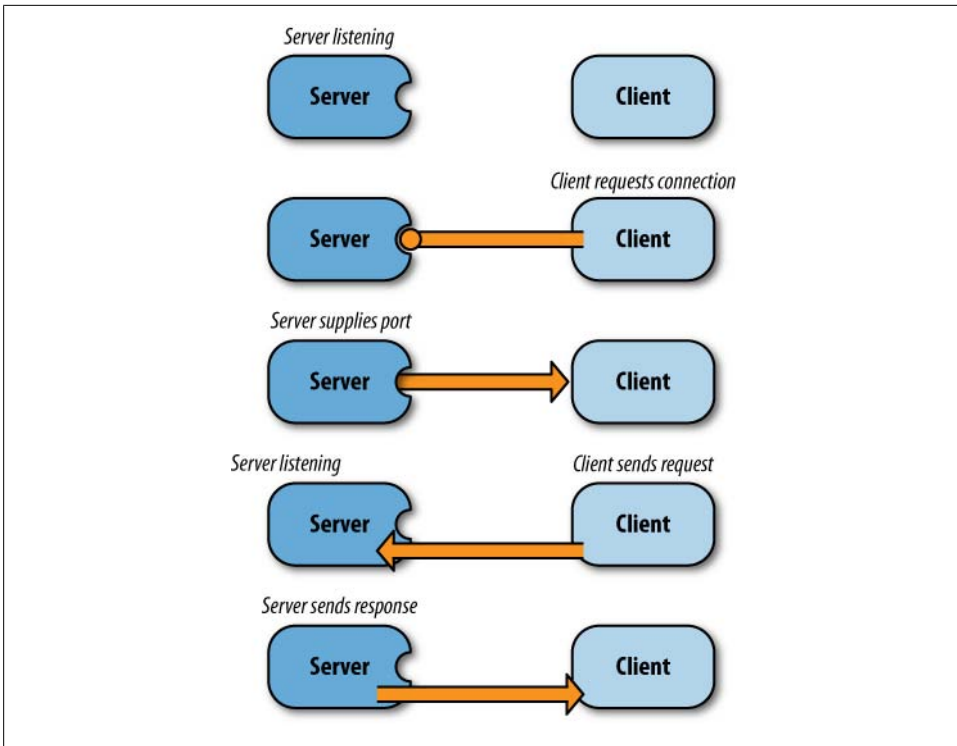 Server listening
Server Client
Client requests connection
Server Client
Server supplies port
Server Client
Server listening Client sends request
Server Client
Server sends response
Server Client